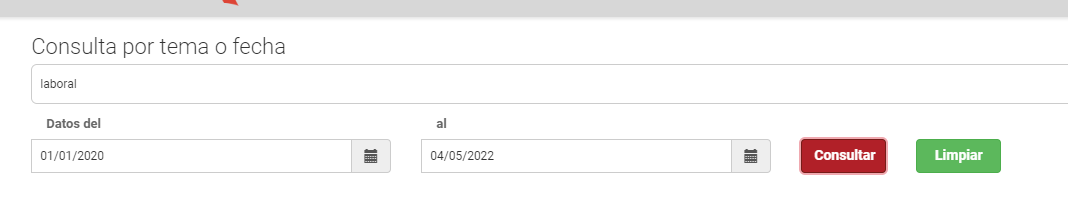 Consulta por tema o fecha
laboral
Datos del al
01/01/2020 04/05/2022 Consultar Limpiar